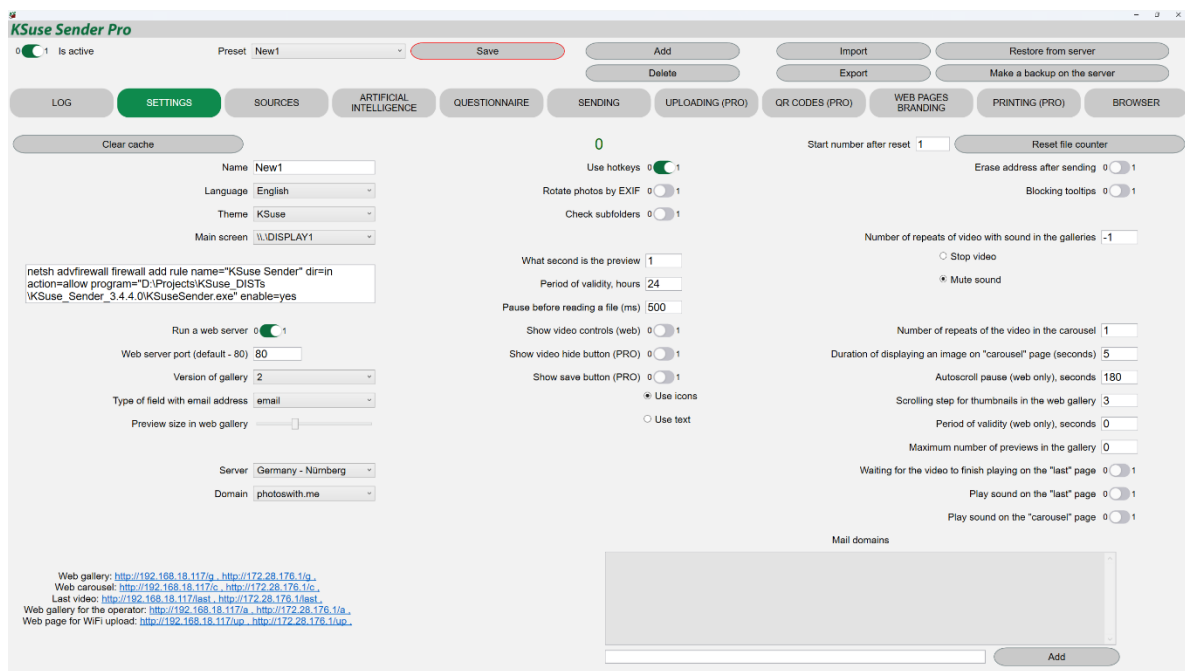 KSuse Sender Pro
0 1 Is active Preset New1 Save Add Import Restore from server
Delete Export Make a backup on the server
LOG SETTINGS SOURCES ARTIFICIAL INTELLIGENCE QUESTIONNAIRE SENDING UPLOADING (PRO) QR CODES (PRO) WEB PAGES BRANDING PRINTING (PRO) BROWSER
Clear cache 0 Start number after reset 1 Reset file counter
Name New1
Language English
Theme KSuse
Main screen \\.\DISPLAY1
netsh advfirewall firewall add rule name="KSuse Sender" dir=in
action=allow program="D:\Projects\KSuse_DISTs
\KSuse_Sender_3.4.4.0\KSuseSender.exe" enable=yes
Run a web server 0 1
Web server port (default - 80) 80
Version of gallery 2
Type of field with email address email
Preview size in web gallery
Server Germany - Nürnberg
Domain photoswith.me
Web gallery: http://192.168.18.117/g , http://172.28.176.1/g ,
Web carousel: http://192.168.18.117/c , http://172.28.176.1/c ,
Last video: http://192.168.18.117/last , http://172.28.176.1/last ,
Web gallery for the operator: http://192.168.18.117/a , http://172.28.176.1/a ,
Web page for WiFi upload: http://192.168.18.117/up , http://172.28.176.1/up ,
Use hotkeys 0 1
Rotate photos by EXIF 0 1
Check subfolders 0 1
What second is the preview 1
Period of validity, hours 24
Pause before reading a file (ms) 500
Show video controls (web) 0 1
Show video hide button (PRO) 0 1
Show save button (PRO) 0 1
Use icons
Use text
Erase address after sending 0 1
Blocking tooltips 0 1
Number of repeats of video with sound in the galleries -1
Stop video
Mute sound
Number of repeats of the video in the carousel 1
Duration of displaying an image on "carousel" page (seconds) 5
Autoscroll pause (web only), seconds 180
Scrolling step for thumbnails in the web gallery 3
Period of validity (web only), seconds 0
Maximum number of previews in the gallery 0
Waiting for the video to finish playing on the "last" page 0 1
Play sound on the "last" page 0 1
Play sound on the "carousel" page 0 1
Mail domains
Add